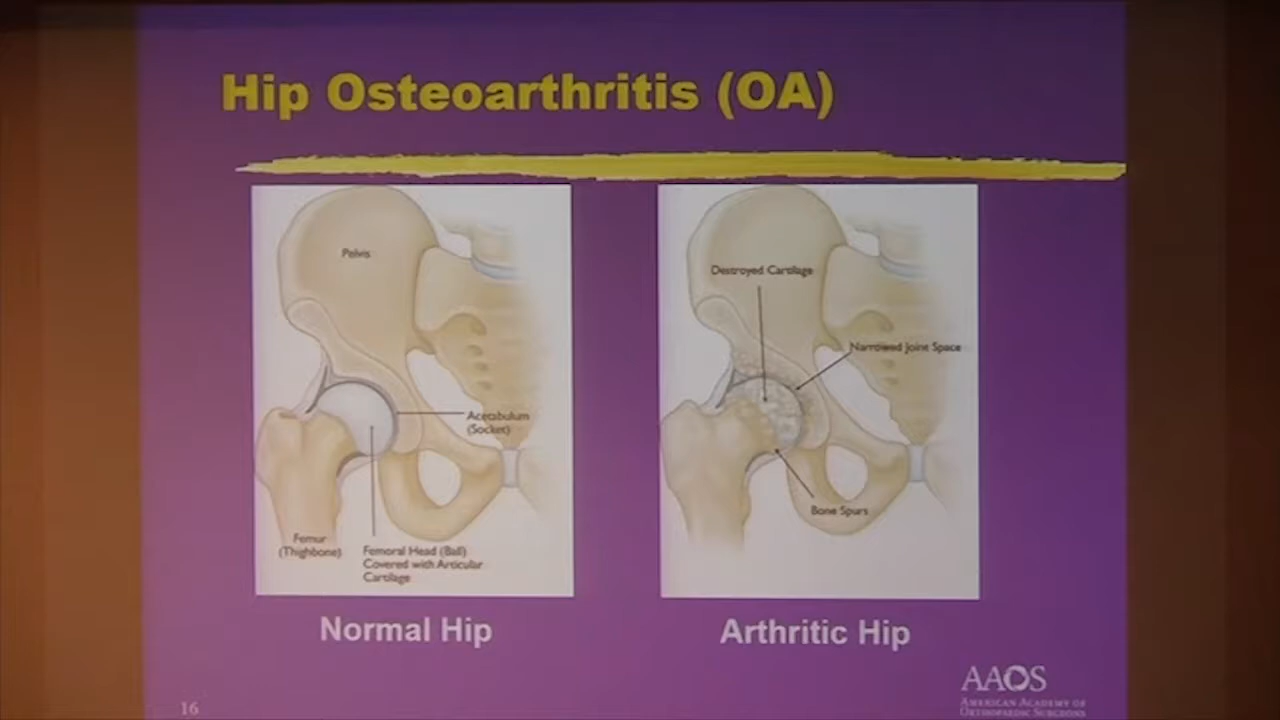 Hip Osteoarthritis (OA)
Pelvis
Acetabulum
(Socket)
Femur
(Thighbone)
Femoral Head (Ball)
Covered with Articular
Cartilage
Normal Hip
Destroyed Cartilage
Narrowed Joint Space
Bone Spurs
Arthritic Hip
16
AAOS
AMERICAN ACADEMY OF
ORTHOPAEDIC SURGEONS